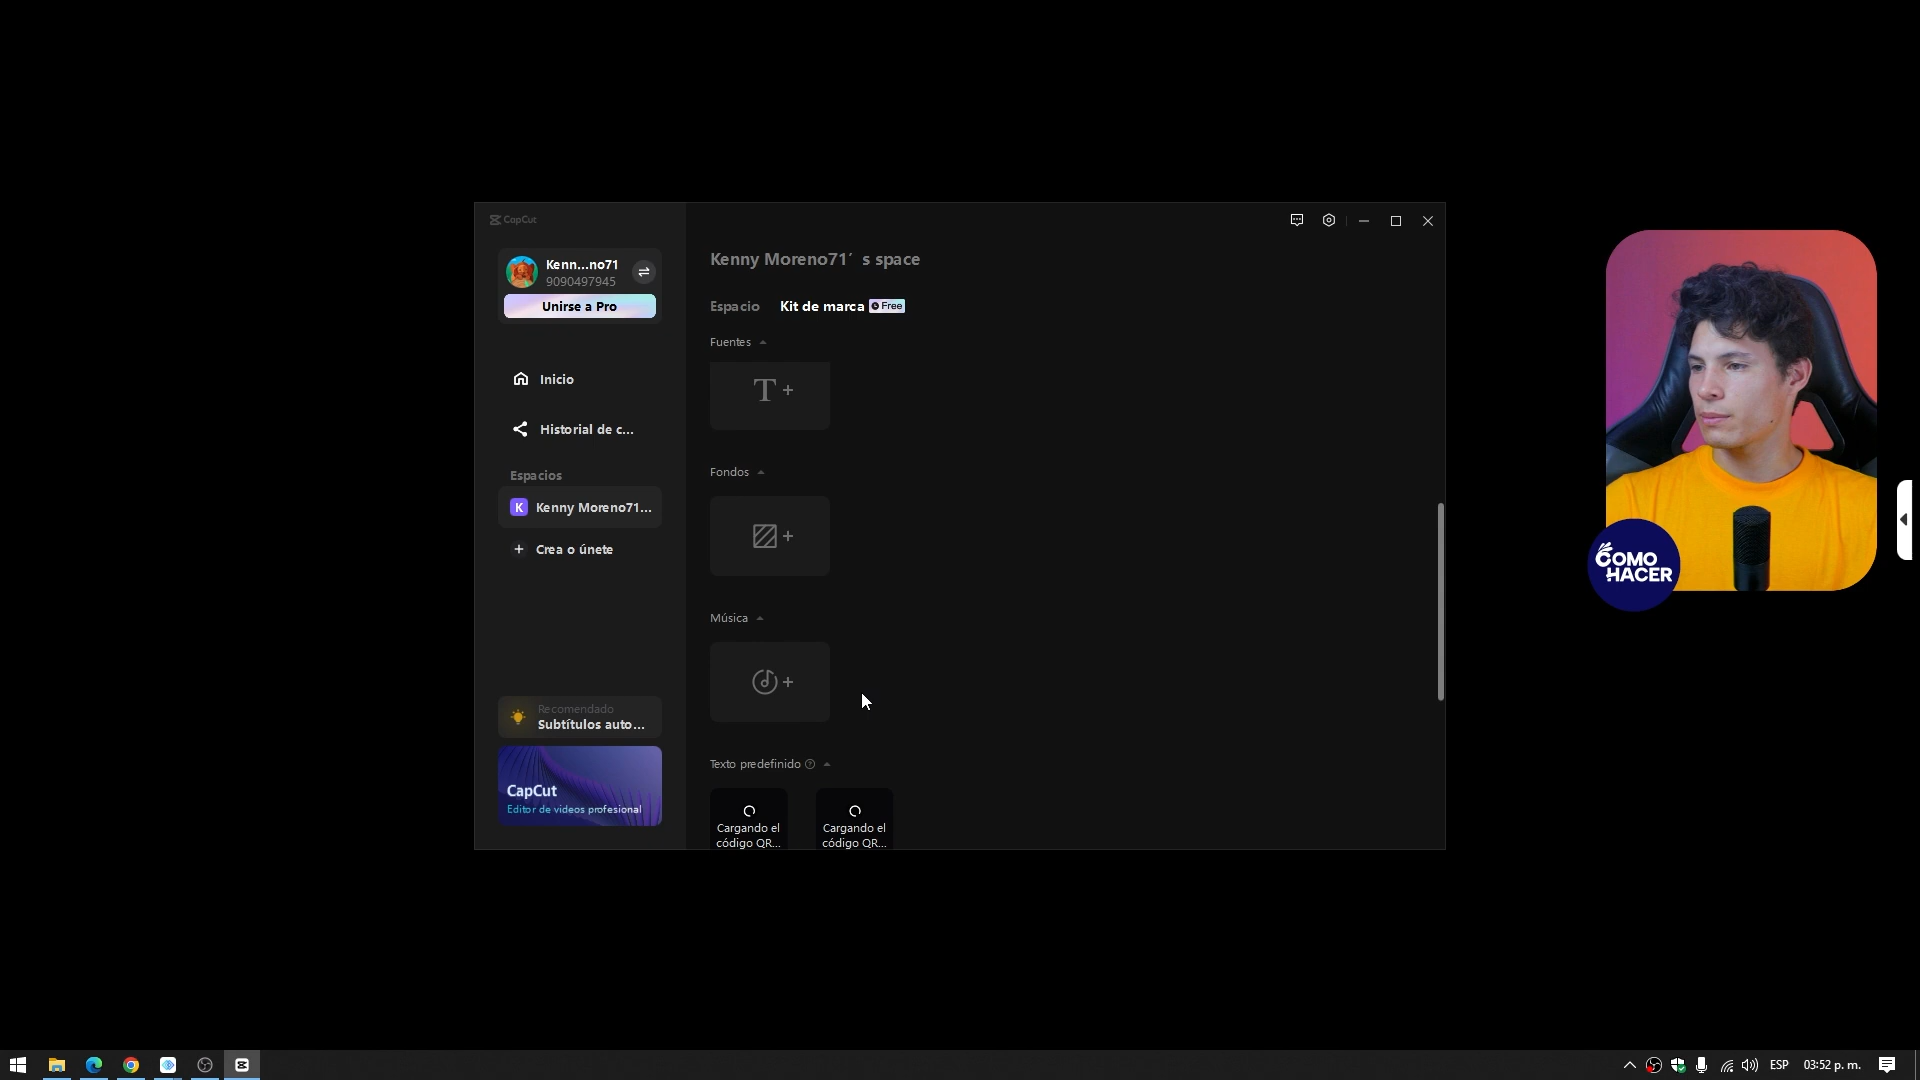 CapCut
Kenn...no71
9090497945
Unirse a Pro
Inicio
Historial de c...
Espacios
K
Kenny Moreno71...
+ Crea o únete
Recomendado
Subtítulos auto...
CapCut
Editor de videos profesional
Kenny Moreno71’ s space
Espacio
Kit de marca
Free
Fuentes
T +
Fondos
+
Música
+
Texto predefinido
Cargando el
código QR...
Cargando el
código QR...
COMO
HACER
ESP
03:52 p. m.